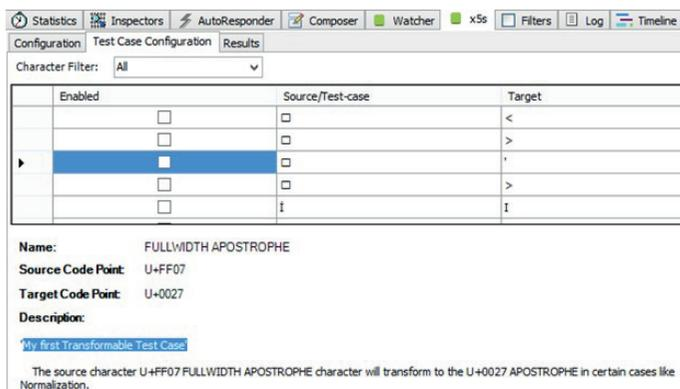 Statistics Inspectors AutoResponder Composer Watcher x5s Filters Log Timeline
Configuration Test Case Configuration Results
Character Filter: All
Enabled Source/Test-case Target
□ <
□ >
□ '
□ >
İ I
Name: FULLWIDTH APOSTROPHE
Source Code Point: U+FF07
Target Code Point: U+0027
Description:
'My first Transformable Test Case'
The source character U+FF07 FULLWIDTH APOSTROPHE character will transform to the U+0027 APOSTROPHE in certain cases like
Normalization.